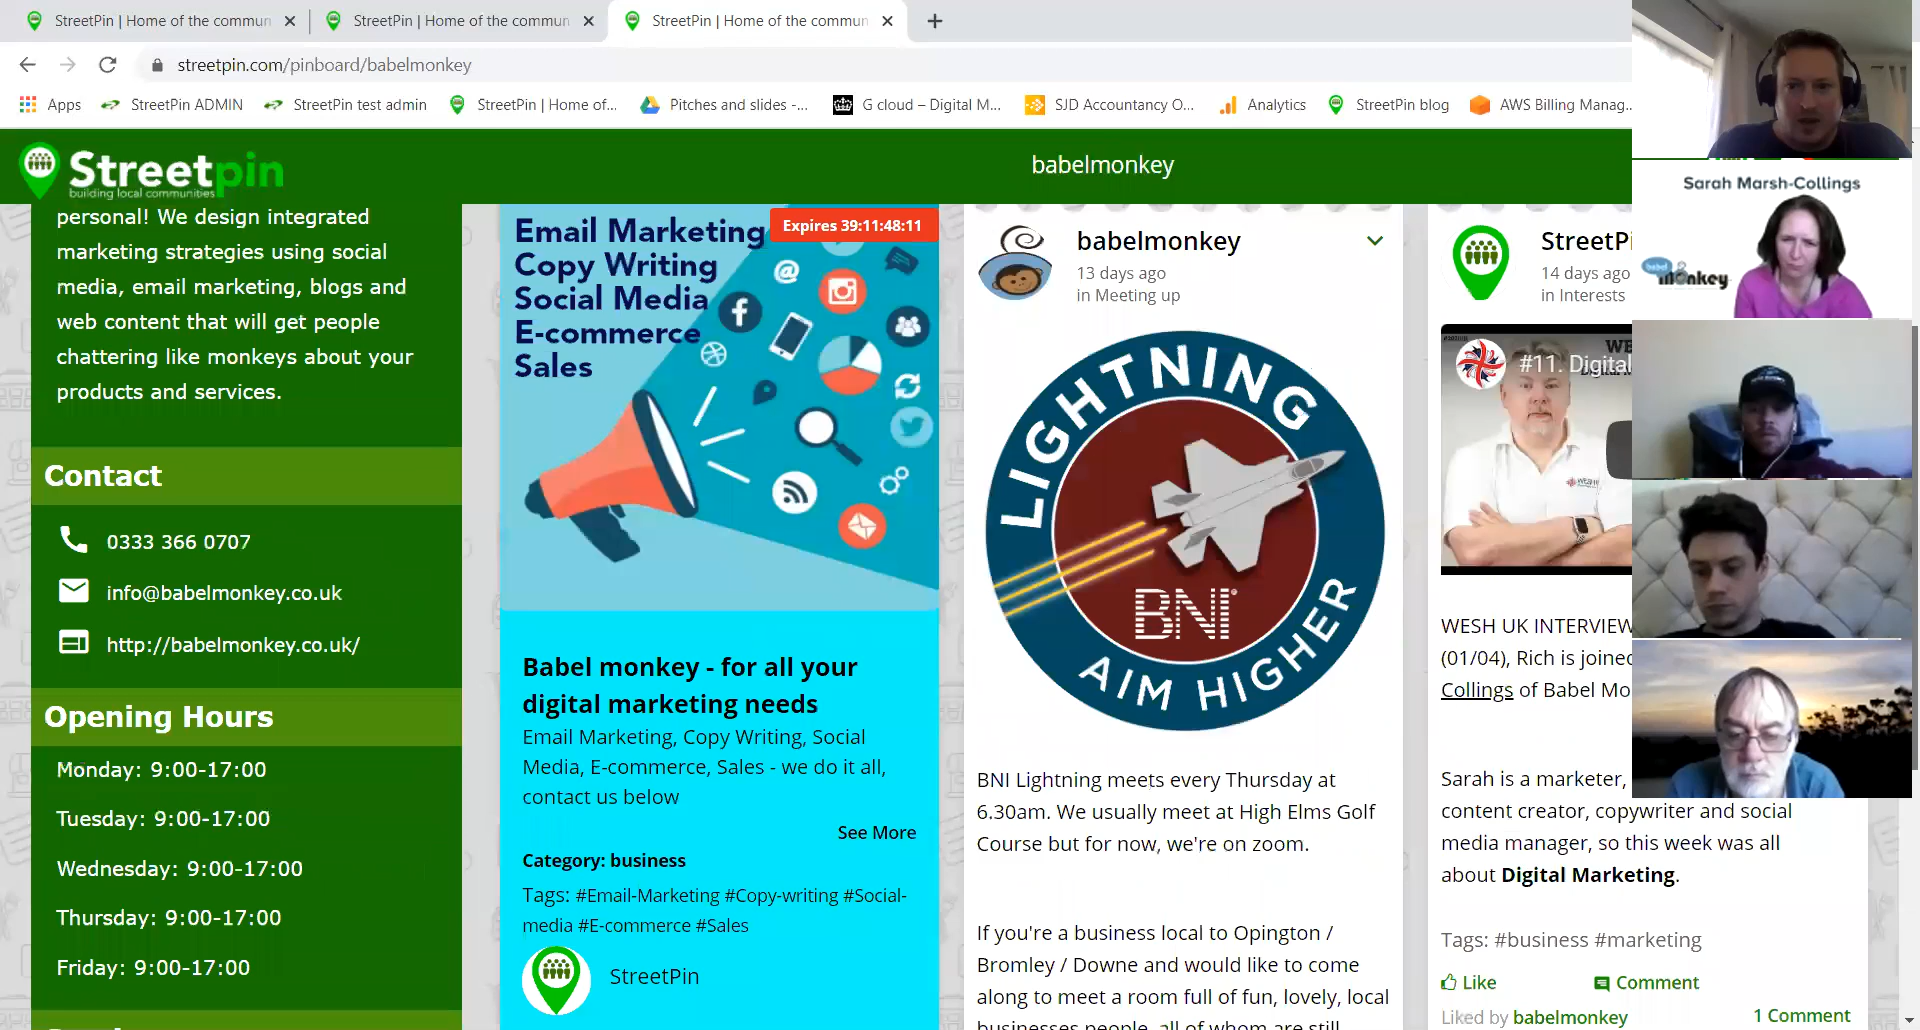 StreetPin | Home of the commun
StreetPin | Home of the commun
StreetPin | Home of the commun
streetpin.com/pinboard/babelmonkey
Apps
StreetPin ADMIN
StreetPin test admin
StreetPin | Home of...
Pitches and slides -...
G cloud – Digital M...
SJD Accountancy O...
Analytics
StreetPin blog
AWS Billing Manag...
Streetpin
building local communities
babelmonkey
personal! We design integrated
marketing strategies using social
media, email marketing, blogs and
web content that will get people
chattering like monkeys about your
products and services.
Contact
0333 366 0707
info@babelmonkey.co.uk
http://babelmonkey.co.uk/
Opening Hours
Monday: 9:00-17:00
Tuesday: 9:00-17:00
Wednesday: 9:00-17:00
Thursday: 9:00-17:00
Friday: 9:00-17:00
Email Marketing
Copy Writing
Social Media
E-commerce
Sales
Expires 39:11:48:11
Babel monkey - for all your
digital marketing needs
Email Marketing, Copy Writing, Social
Media, E-commerce, Sales - we do it all,
contact us below
See More
Category: business
Tags: #Email-Marketing #Copy-writing #Social-
media #E-commerce #Sales
StreetPin
babelmonkey
13 days ago
in Meeting up
LIGHTNING
BNI
AIM HIGHER
BNI Lightning meets every Thursday at
6.30am. We usually meet at High Elms Golf
Course but for now, we're on zoom.
If you're a business local to Opington /
Bromley / Downe and would like to come
along to meet a room full of fun, lovely, local
businesses people, all of whom are still
StreetPi
14 days ago
in Interests
#11. Digital
WESH UK INTERVIEW
(01/04), Rich is joined
Collings of Babel Mo
Sarah is a marketer,
content creator, copywriter and social
media manager, so this week was all
about Digital Marketing.
Tags: #business #marketing
Like
Comment
Liked by babelmonkey
1 Comment
Sarah Marsh-Collings
babel
monkey